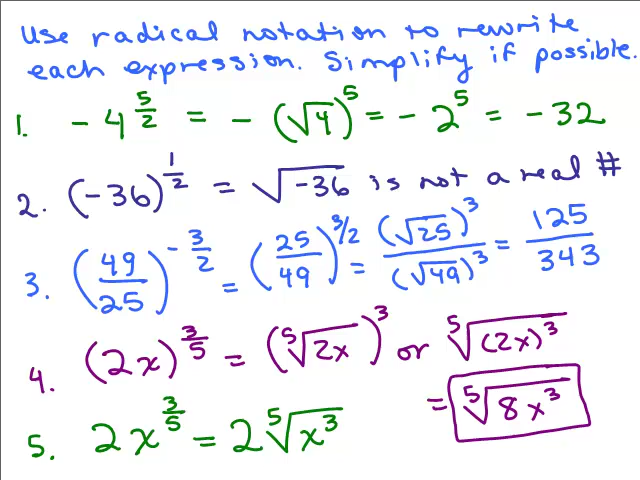 Use radical notation to rewrite
each expression. Simplify if possible.
1. -4^(5/2) = -(√4)^5 = -2^5 = -32
2. (-36)^(1/2) = √-36 is not a real #
3. (49/25)^(-3/2) = (25/49)^(3/2) = (√25)^3/(√49)^3 = 125/343
4. (2x)^(3/5) = (⁵√2x)^3 or ⁵√(2x)^3
= ⁵√8x^3
5. 2x^(3/5) = 2 ⁵√x^3